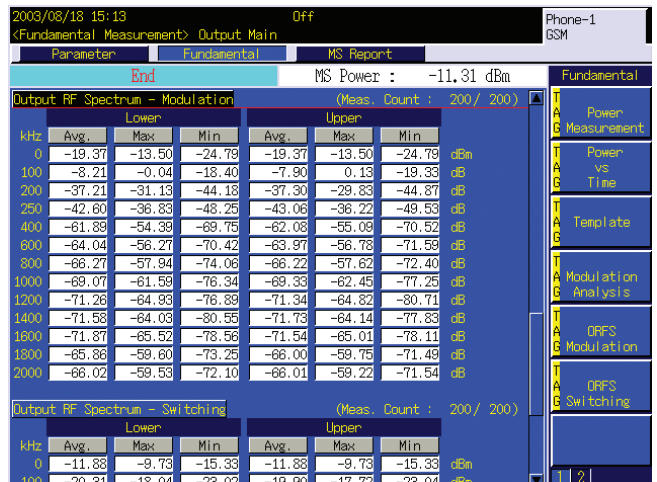 2003/08/18 15:13 Off Phone-1
<Fundamental Measurement> Output Main GSM
Parameter Fundamental MS Report
End MS Power : -11.31 dBm Fundamental
Output RF Spectrum - Modulation (Meas. Count : 200/ 200)
Lower Upper
kHz Avg. Max Min Avg. Max Min
0 -19.37 -13.50 -24.79 -19.37 -13.50 -24.79 dBm
100 -8.21 -0.04 -18.40 -7.90 0.13 -19.33 dB
200 -37.21 -31.13 -44.18 -37.30 -29.83 -44.87 dB
250 -42.60 -36.83 -48.25 -43.06 -36.22 -49.53 dB
400 -61.89 -54.39 -69.75 -62.08 -55.09 -70.52 dB
600 -64.04 -56.27 -70.42 -63.97 -56.78 -71.59 dB
800 -66.27 -57.94 -74.06 -66.22 -57.62 -72.40 dB
1000 -69.07 -61.59 -76.34 -69.33 -62.45 -77.25 dB
1200 -71.26 -64.93 -76.89 -71.34 -64.82 -80.71 dB
1400 -71.58 -64.03 -80.55 -71.73 -64.14 -77.83 dB
1600 -71.87 -65.52 -78.56 -71.54 -65.01 -78.11 dB
1800 -65.86 -59.60 -73.25 -66.00 -59.75 -71.49 dB
2000 -66.02 -59.53 -72.10 -66.01 -59.22 -71.54 dB
Output RF Spectrum - Switching (Meas. Count : 200/ 200)
Lower Upper
kHz Avg. Max Min Avg. Max Min
0 -11.88 -9.73 -15.33 -11.88 -9.73 -15.33 dBm
TAG Power Measurement
TAG Power vs Time
TAG Template
TAG Modulation Analysis
TAG ORFS Modulation
TAG ORFS Switching
1 2